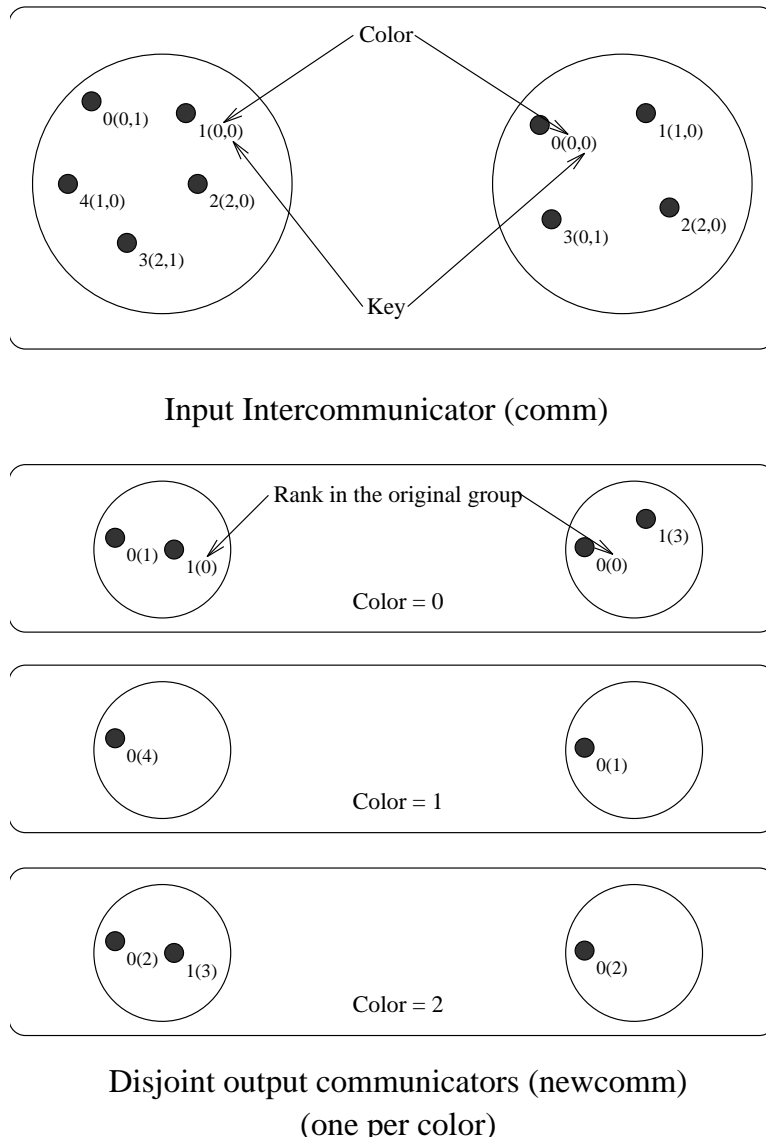 Color
0(0,1)
1(0,0)
0(0,0)
1(1,0)
4(1,0)
2(2,0)
3(2,1)
3(0,1)
2(2,0)
Key
Input Intercommunicator (comm)
Rank in the original group
0(1)
1(0)
0(0)
1(3)
Color = 0
0(4)
0(1)
Color = 1
0(2)
1(3)
0(2)
Color = 2
Disjoint output communicators (newcomm)
(one per color)